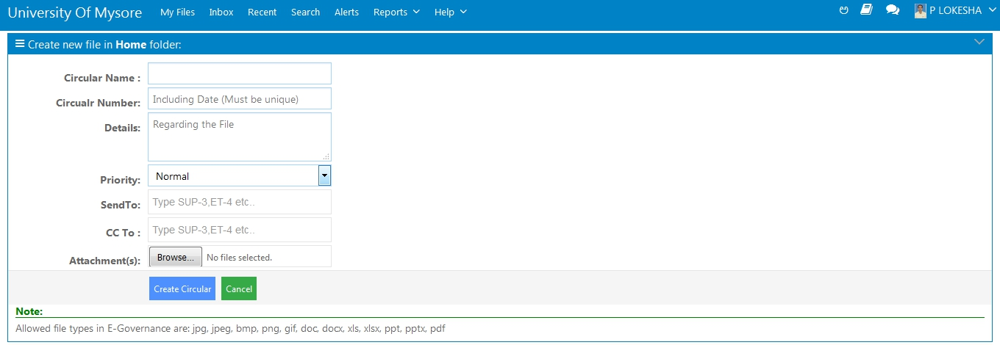 University Of Mysore My Files Inbox Recent Search Alerts Reports Help ಅ P LOKESHA
Create new file in Home folder:
Circular Name :
Circualr Number: Including Date (Must be unique)
Details: Regarding the File
Priority: Normal
SendTo: Type SUP-3,ET-4 etc..
CC To : Type SUP-3,ET-4 etc..
Attachment(s): Browse... No files selected.
Create Circular Cancel
Note:
Allowed file types in E-Governance are: jpg, jpeg, bmp, png, gif, doc, docx, xls, xlsx, ppt, pptx, pdf